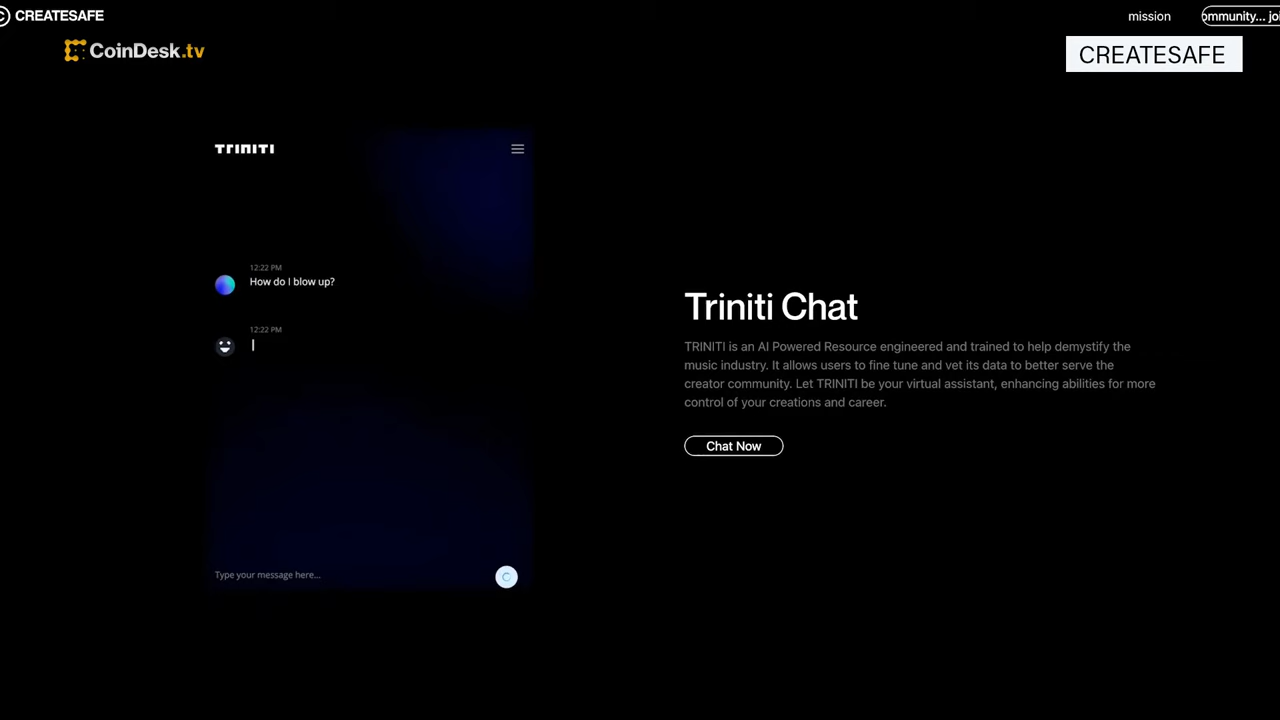 CREATESAFE
mission
CoinDesk.tv
CREATESAFE
TRINITI
12:22 PM
How do I blow up?
12:22 PM
Type your message here...
Triniti Chat
TRINITI is an AI Powered Resource engineered and trained to help demystify the
music industry. It allows users to fine tune and vet its data to better serve the
creator community. Let TRINITI be your virtual assistant, enhancing abilities for more
control of your creations and career.
Chat Now